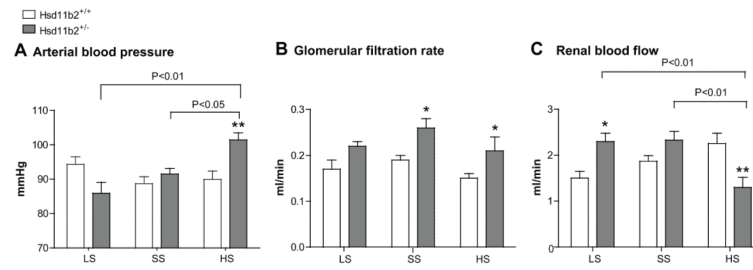 Hsd11b2+/+
Hsd11b2+/-
A Arterial blood pressure
P<0.01
P<0.05
**
110
100
90
80
70
mmHg
LS SS HS
B Glomerular filtration rate
*
*
0.3
0.2
0.1
0.0
ml/min
LS SS HS
C Renal blood flow
P<0.01
P<0.01
*
**
3
2
1
0
ml/min
LS SS HS